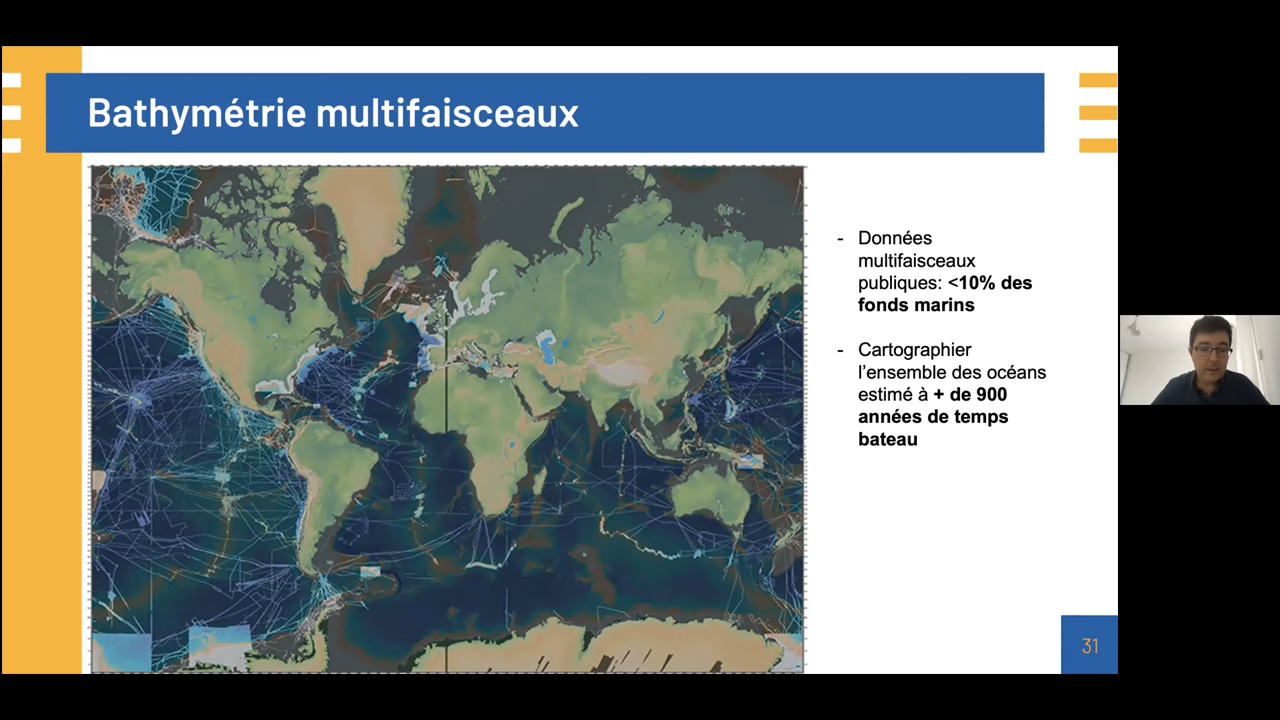 Bathymétrie multifaisceaux
- Données
multifaisceaux
publiques: <10% des
fonds marins
- Cartographier
l'ensemble des océans
estimé à + de 900
années de temps
bateau
31